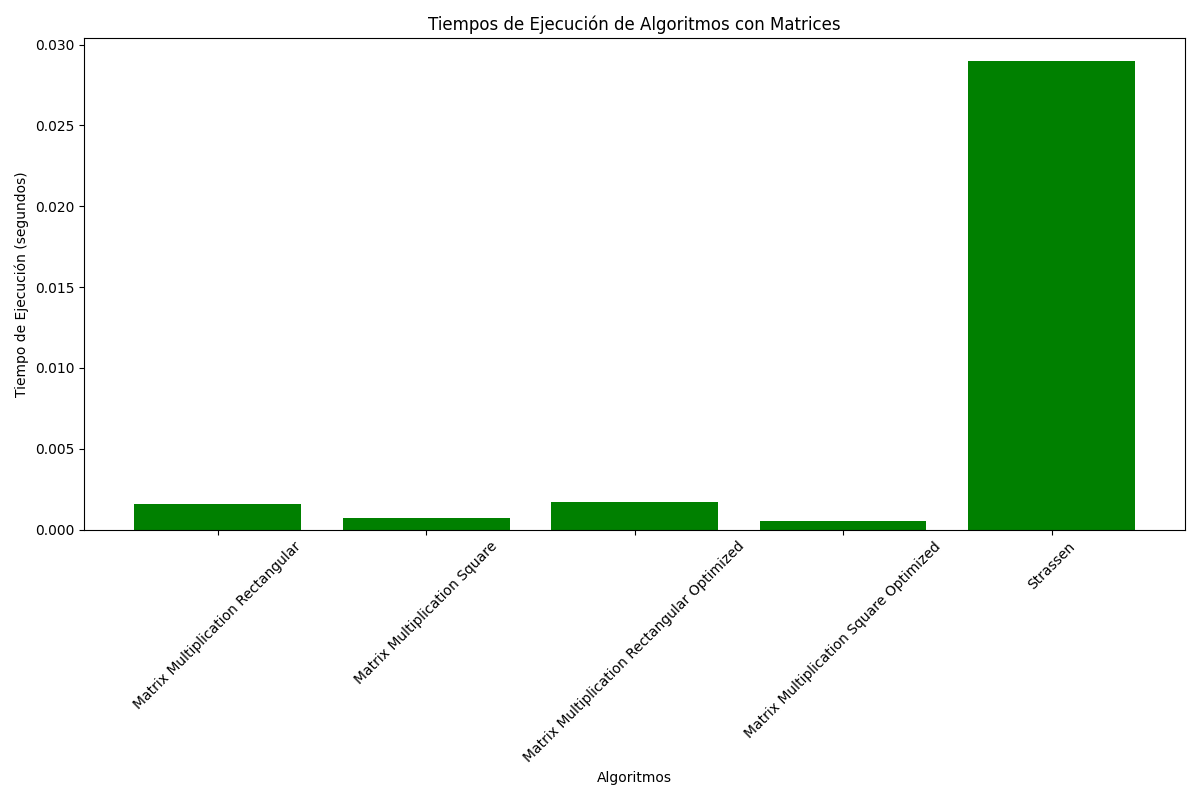 Tiempos de Ejecución de Algoritmos con Matrices
Tiempo de Ejecución (segundos)
0.030
0.025
0.020
0.015
0.010
0.005
0.000
Matrix Multiplication Rectangular
Matrix Multiplication Square
Matrix Multiplication Rectangular Optimized
Matrix Multiplication Square Optimized
Strassen
Algoritmos